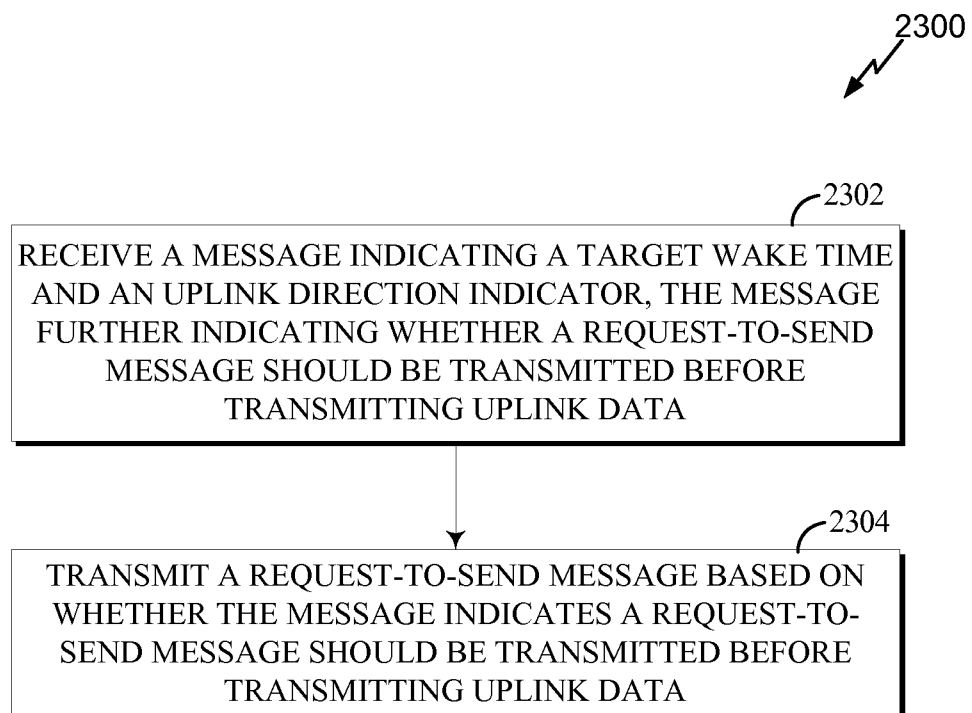 2300
2302
RECEIVE A MESSAGE INDICATING A TARGET WAKE TIME
AND AN UPLINK DIRECTION INDICATOR, THE MESSAGE
FURTHER INDICATING WHETHER A REQUEST-TO-SEND
MESSAGE SHOULD BE TRANSMITTED BEFORE
TRANSMITTING UPLINK DATA
2304
TRANSMIT A REQUEST-TO-SEND MESSAGE BASED ON
WHETHER THE MESSAGE INDICATES A REQUEST-TO-
SEND MESSAGE SHOULD BE TRANSMITTED BEFORE
TRANSMITTING UPLINK DATA